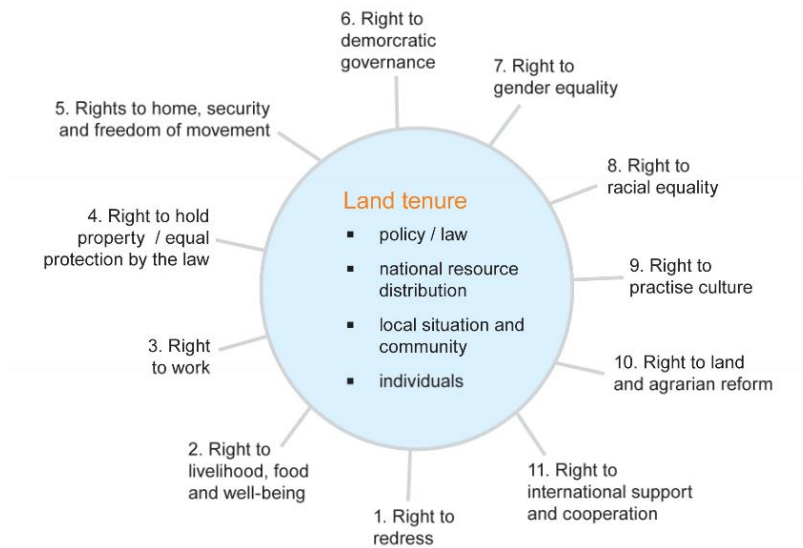 6. Right to
demorcratic
governance
7. Right to
gender equality
5. Rights to home, security
and freedom of movement
8. Right to
racial equality
Land tenure
▪ policy / law
▪ national resource
distribution
▪ local situation and
community
▪ individuals
4. Right to hold
property / equal
protection by the law
9. Right to
practise culture
3. Right
to work
10. Right to land
and agrarian reform
2. Right to
livelihood, food
and well-being
11. Right to
international support
and cooperation
1. Right to
redress